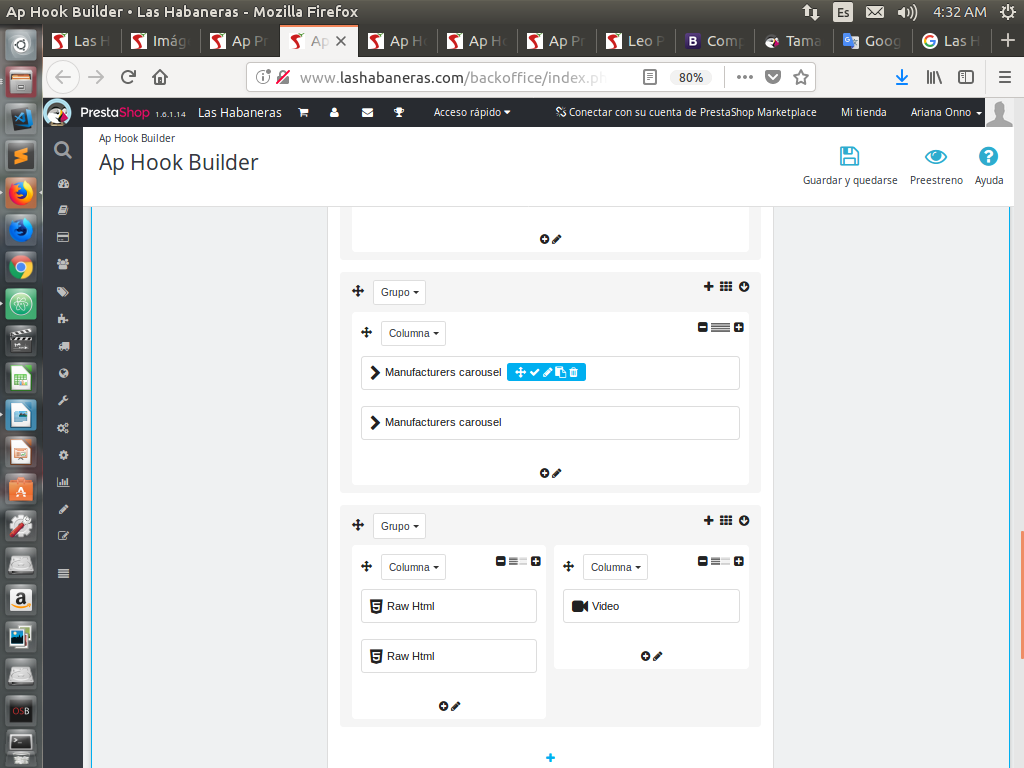 Ap Hook Builder • Las Habaneras - Mozilla Firefox
Es
4:32 AM
Las H
Imág
Ap Pr
Ap
Ap Ho
Ap Ho
Ap Pr
Leo P
Comp
Tama
Goog
Las H
www.lashabaneras.com/backoffice/index.ph
80%
PrestaShop 1.6.1.14
Las Habaneras
Acceso rápido
Conectar con su cuenta de PrestaShop Marketplace
Mi tienda
Ariana Onno
Ap Hook Builder
Ap Hook Builder
Guardar y quedarse
Preestreno
Ayuda
Grupo
Columna
Manufacturers carousel
Manufacturers carousel
Grupo
Columna
Columna
Raw Html
Video
Raw Html
OSB